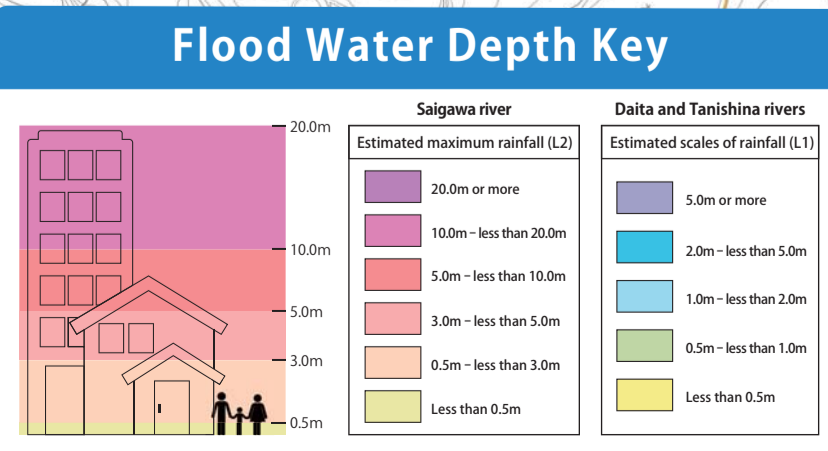 Flood Water Depth Key
20.0m
10.0m
5.0m
3.0m
0.5m
Saigawa river
Estimated maximum rainfall (L2)
20.0m or more
10.0m – less than 20.0m
5.0m – less than 10.0m
3.0m – less than 5.0m
0.5m – less than 3.0m
Less than 0.5m
Daita and Tanishina rivers
Estimated scales of rainfall (L1)
5.0m or more
2.0m – less than 5.0m
1.0m – less than 2.0m
0.5m – less than 1.0m
Less than 0.5m